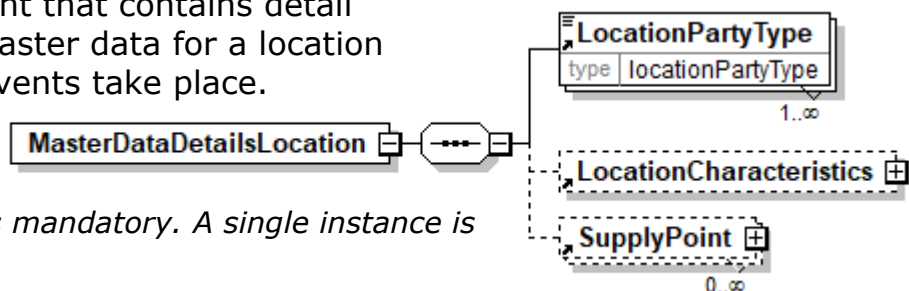 nt that contains detail
aster data for a location
vents take place.
LocationPartyType
type locationPartyType
1..∞
MasterDataDetailsLocation
LocationCharacteristics
mandatory. A single instance is
SupplyPoint
0..∞